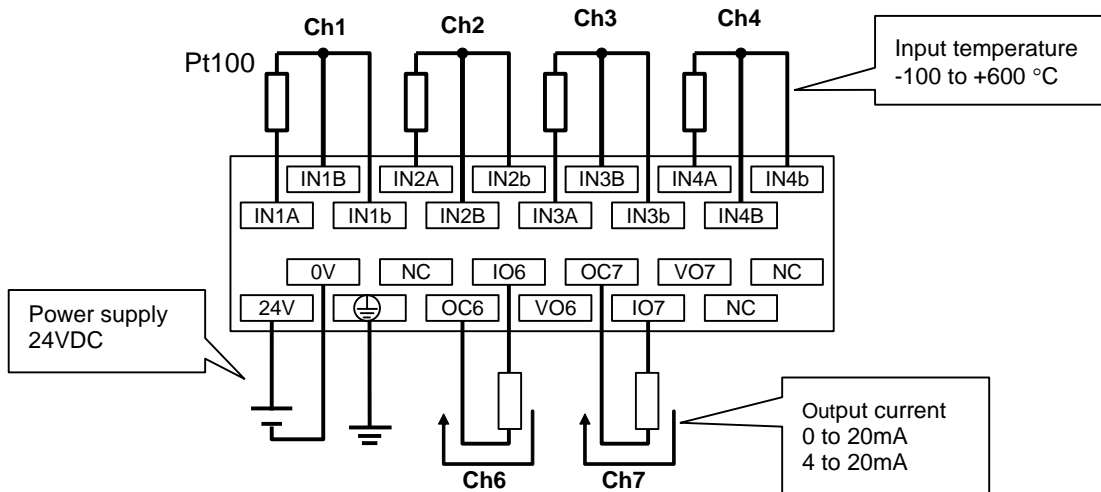 Ch1
Ch2
Ch3
Ch4
Pt100
Input temperature
-100 to +600 °C
IN1B
IN2A
IN2b
IN3B
IN4A
IN4b
IN1A
IN1b
IN2B
IN3A
IN3b
IN4B
0V
NC
IO6
OC7
VO7
NC
24V
OC6
VO6
IO7
NC
Power supply
24VDC
Output current
0 to 20mA
4 to 20mA
Ch6
Ch7